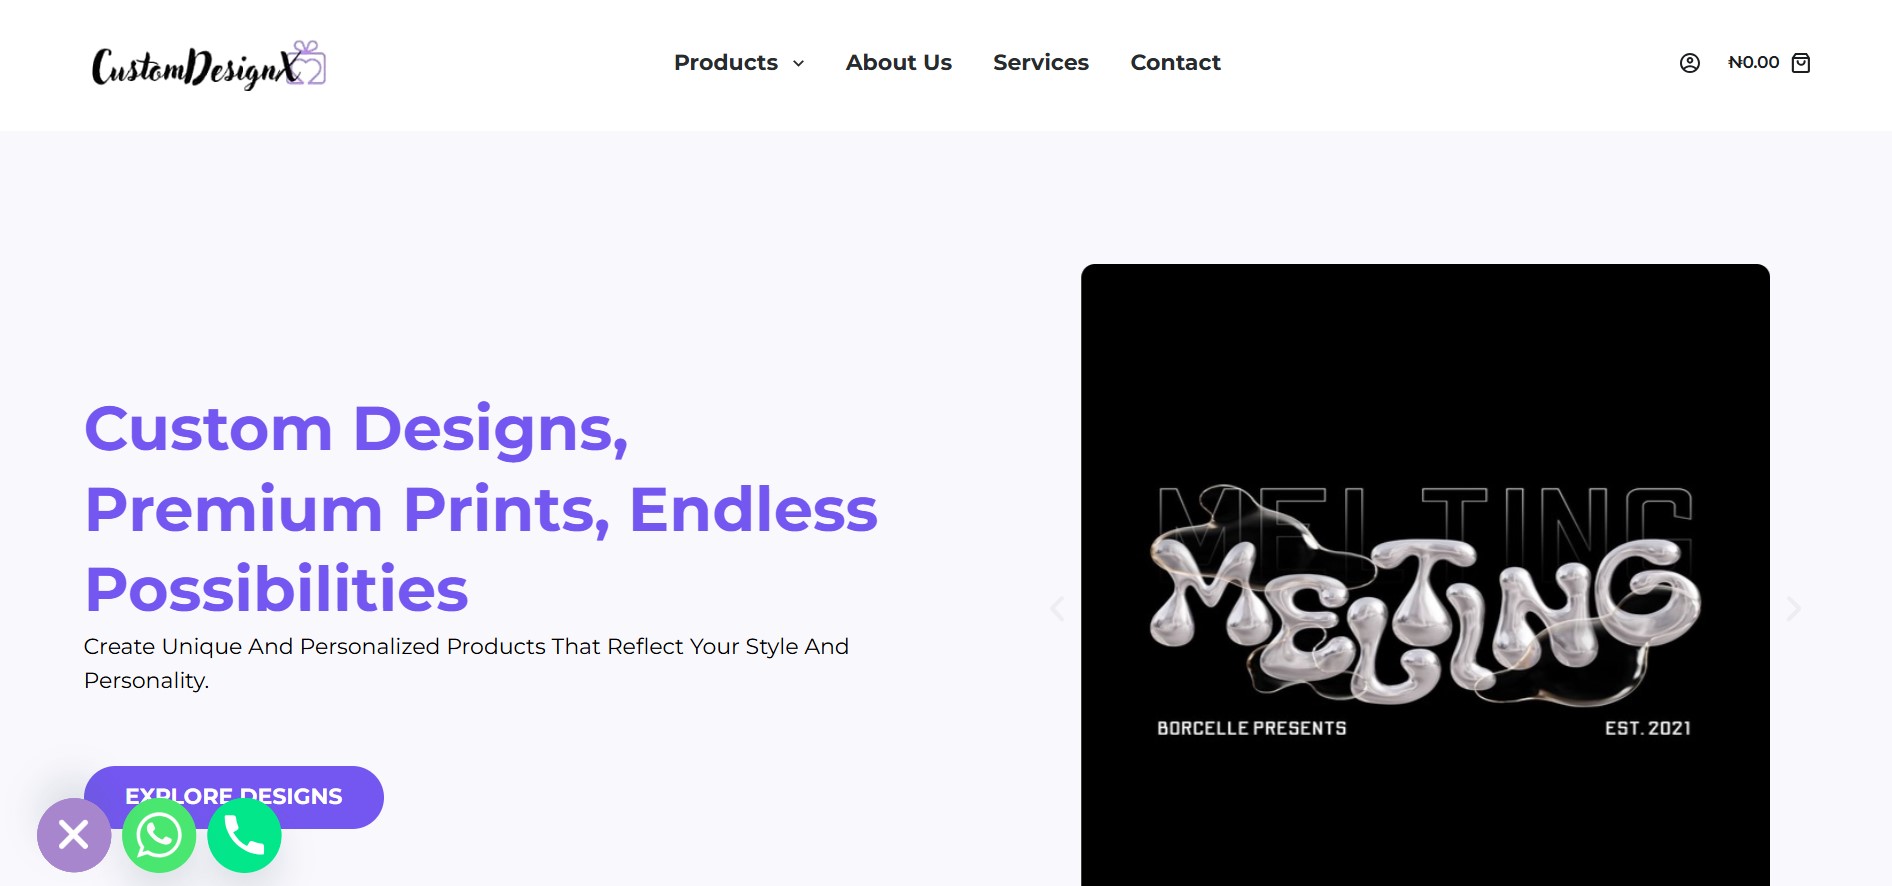 CustomDesignX
Products
About Us
Services
Contact
₦0.00
Custom Designs,
Premium Prints, Endless
Possibilities
Create Unique And Personalized Products That Reflect Your Style And
Personality.
EXPLORE DESIGNS
MELTING
MELTING
BORCELLE PRESENTS
EST. 2021